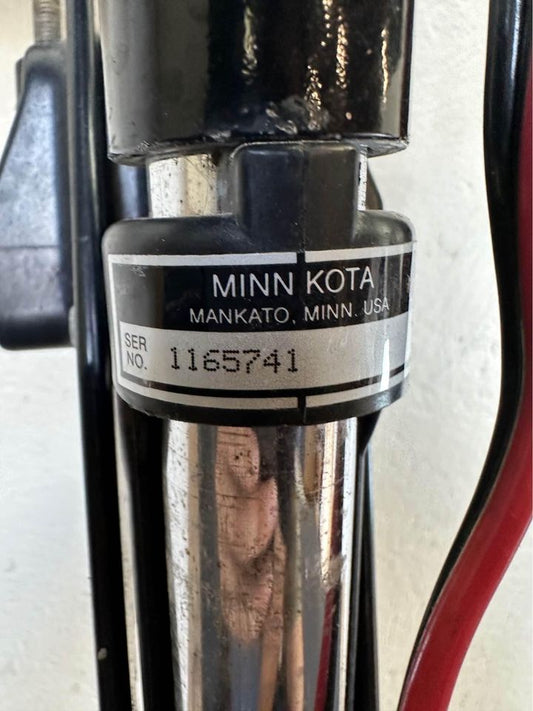 MINN KOTA
MANKATO, MINN. USA
SER
NO. 1165741